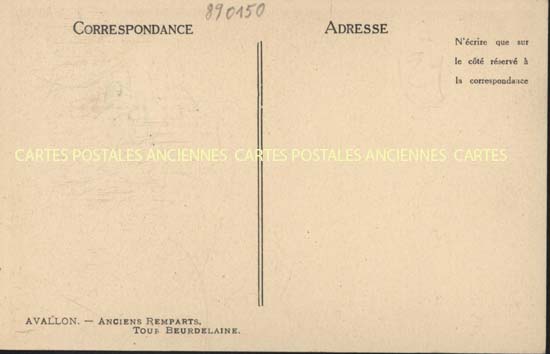 890150
CORRESPONDANCE
ADRESSE
N'écrire que sur
le côté réservé à
la correspondance
CARTES POSTALES ANCIENNES CARTES POSTALES ANCIENNES CARTES
AVALLON. — ANCIENS REMPARTS.
TOUR BEURDELAINE.